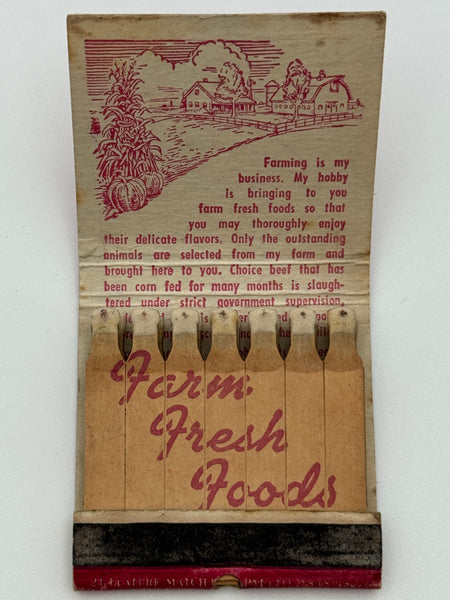 Farming is my
business. My hobby
is bringing to you
farm fresh foods so that
you may thoroughly enjoy
their delicate flavors. Only the outstanding
animals are selected from my farm and
brought here to you. Choice beef that has
been corn fed for many months is slaugh-
tered under strict government supervision,
Farm
Fresh
Foods
FEATURE MATCH